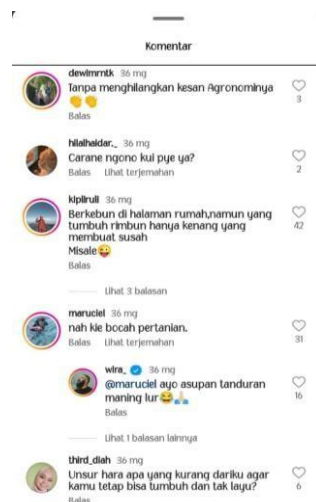 Komentar
dewimrntk 36 mg
Tanpa menghilangkan kesan Agronominya
👏👏
3
Balas
hilalhaidar._ 36 mg
Carane ngono kui pye ya?
2
Balas Lihat terjemahan
kipliruli 36 mg
Berkebun di halaman rumah,namun yang
tumbuh rimbun hanya kenang yang
membuat susah
Misale😜
42
Balas
Lihat 3 balasan
maruciel 36 mg
nah kie bocah pertanian.
31
Balas Lihat terjemahan
wira_ 36 mg
@maruciel ayo asupan tanduran
maning lur😂🙏
16
Balas
Lihat 1 balasan lainnya
third_diah 36 mg
Unsur hara apa yang kurang dariku agar
kamu tetap bisa tumbuh dan tak layu?
6
Balas